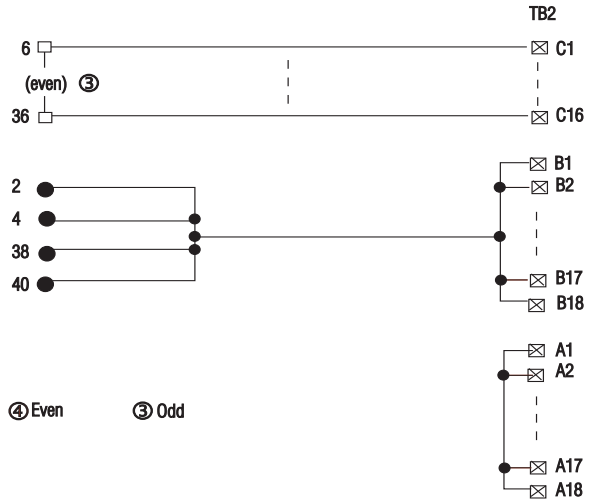 TB2
6 C1
(even) ③
36 C16
B1
2 B2
4
38
40 B17
B18
A1
A2
④ Even ③ Odd
A17
A18